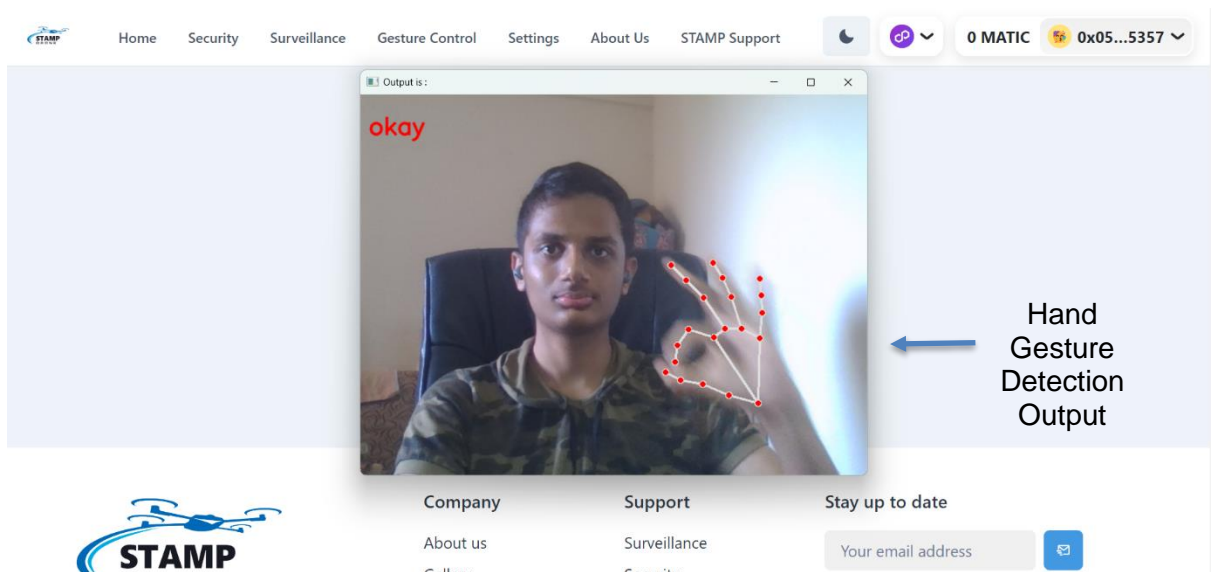 STAMP
Home Security Surveillance Gesture Control Settings About Us STAMP Support 0 MATIC 0x05...5357
Output is :
okay
Hand
Gesture
Detection
Output
Company Support Stay up to date
STAMP
About us Surveillance Your email address